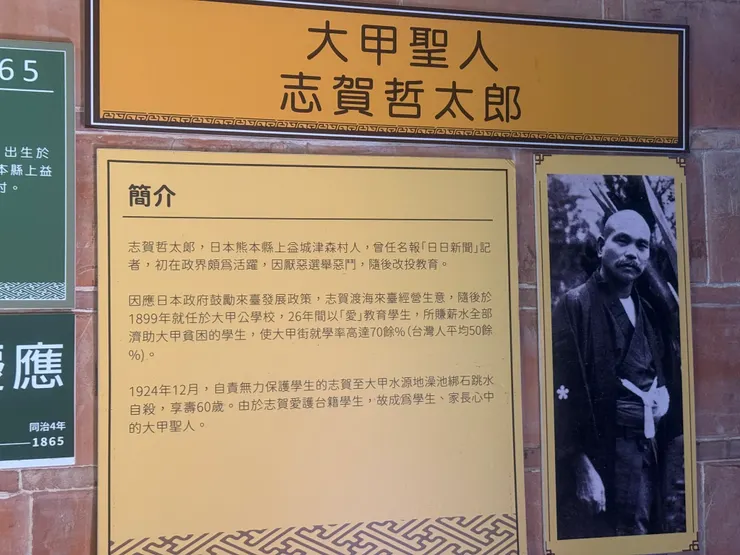 大甲聖人
志賀哲太郎
65
出生於
本縣上益
村。
簡介
志賀哲太郎，日本熊本縣上益城津森村人，曾任名報「日日新聞」記
者，初在政界頗為活躍，因厭惡選舉惡鬥，隨後改投教育。
因應日本政府鼓勵來臺發展政策，志賀渡海來臺經營生意，隨後於
1899年就任於大甲公學校，26年間以「愛」教育學生，所賺薪水全部
濟助大甲貧困的學生，使大甲街就學率高達70餘%(台灣人平均50餘
%)。
1924年12月，自責無力保護學生的志賀至大甲水源地澡池綁石跳水
自殺，享壽60歲。由於志賀愛護台籍學生，故成為學生、家長心中
的大甲聖人。
慶應
同治4年
1865